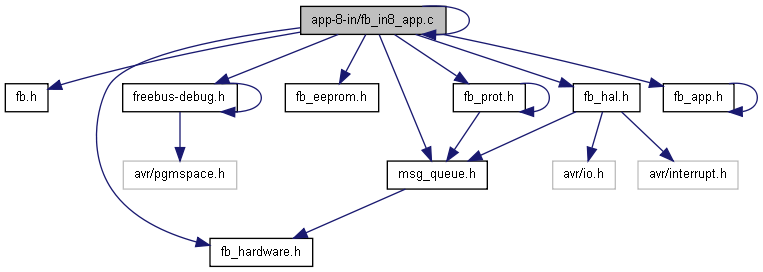 app-8-in/fb_in8_app.c
fb.h
freebus-debug.h
fb_eeprom.h
fb_prot.h
fb_hal.h
fb_app.h
avr/pgmspace.h
msg_queue.h
avr/io.h
avr/interrupt.h
fb_hardware.h